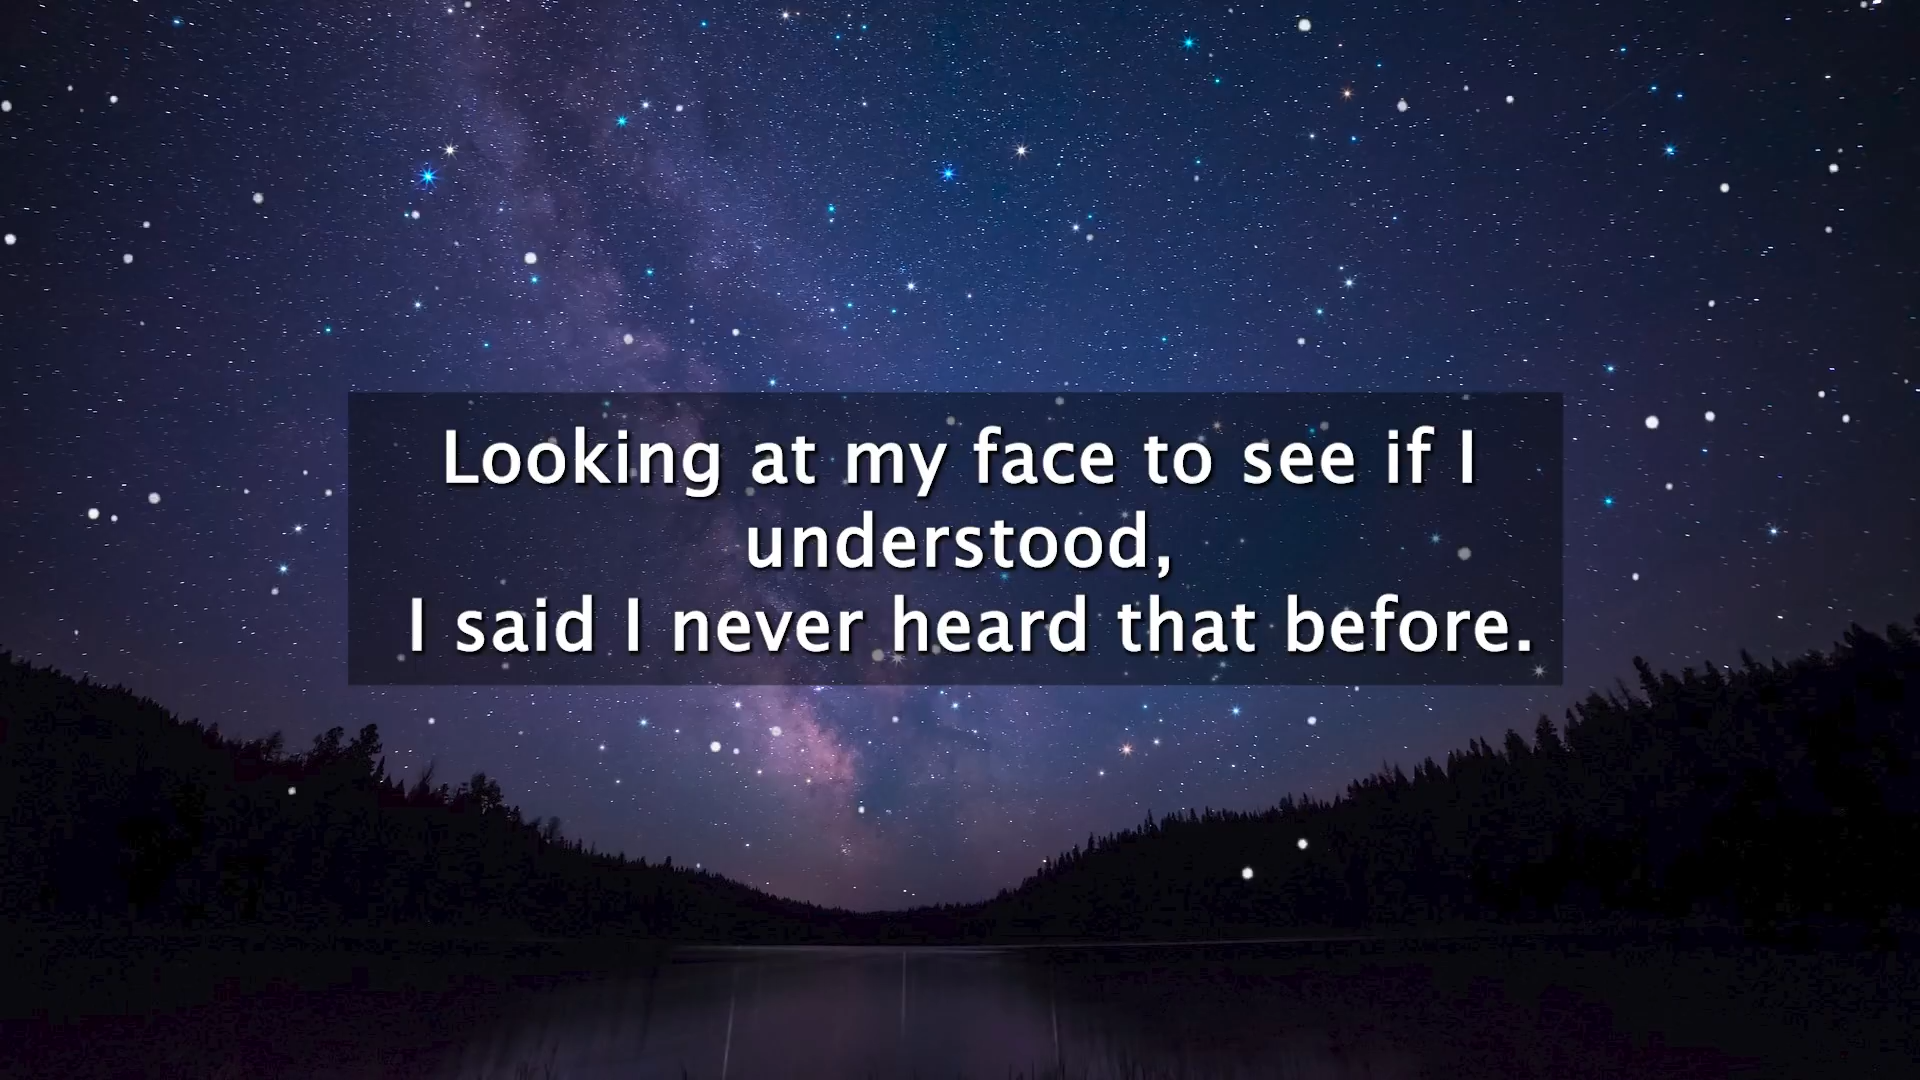 Looking at my face to see if I
understood,
I said I never heard that before.